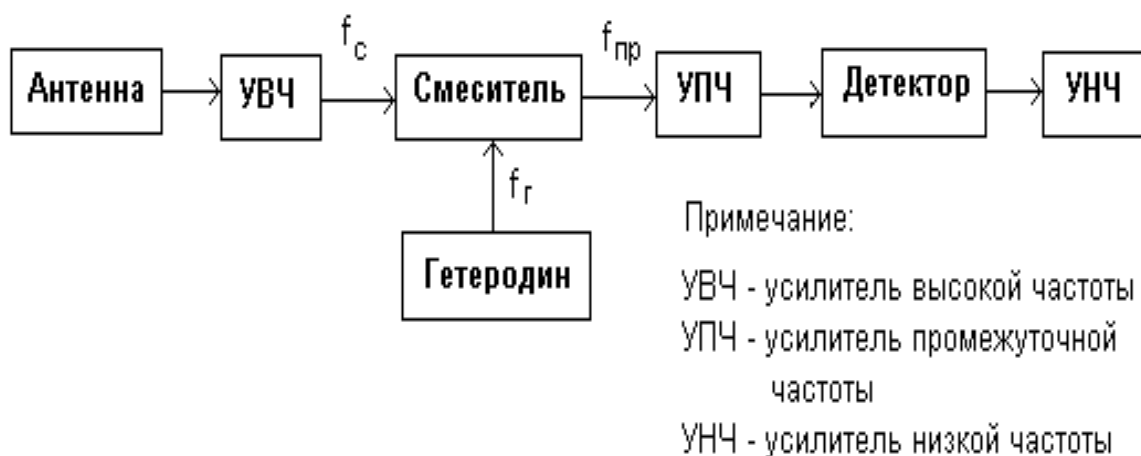 f с
f пр
Антенна
УВЧ
Смеситель
УПЧ
Детектор
УНЧ
f г
Гетеродин
Примечание:
УВЧ - усилитель высокой частоты
УПЧ - усилитель промежуточной
частоты
УНЧ - усилитель низкой частоты